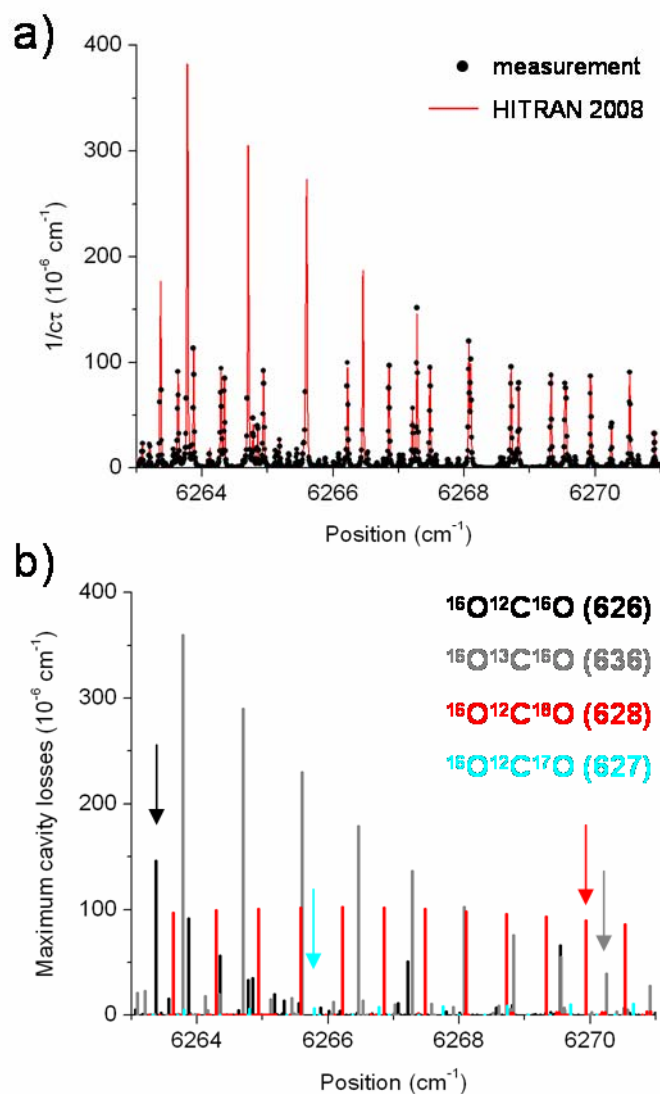 a)
400
300
200
100
0
1/cτ (10⁻⁶ cm⁻¹)
measurement
HITRAN 2008
6264 6266 6268 6270
Position (cm⁻¹)
b)
400
300
200
100
0
Maximum cavity losses (10⁻⁶ cm⁻¹)
¹⁶O¹²C¹⁶O (626)
¹⁶O¹³C¹⁶O (636)
¹⁶O¹²C¹⁸O (628)
¹⁶O¹²C¹⁷O (627)
6264 6266 6268 6270
Position (cm⁻¹)